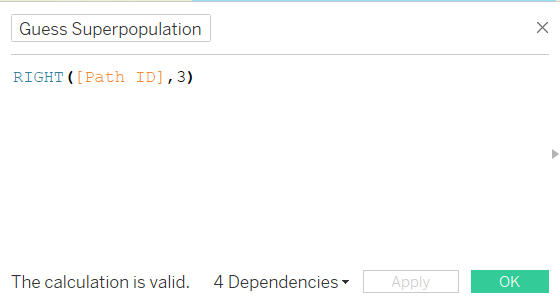 Guess Superpopulation
RIGHT([Path ID],3)
The calculation is valid. 4 Dependencies Apply OK